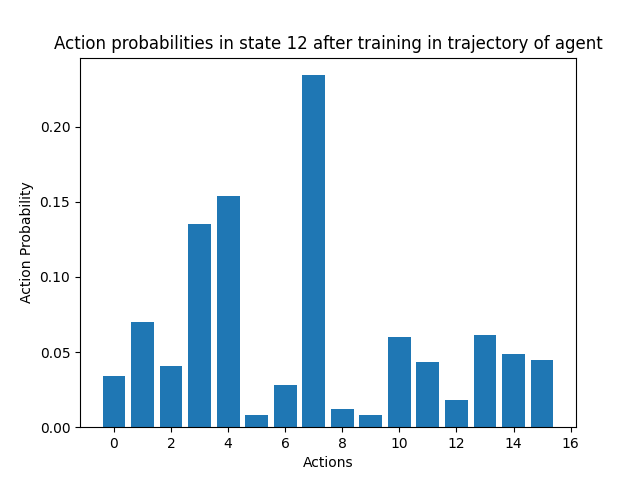 Action probabilities in state 12 after training in trajectory of agent
Action Probability
0.20
0.15
0.10
0.05
0.00
0 2 4 6 8 10 12 14 16
Actions